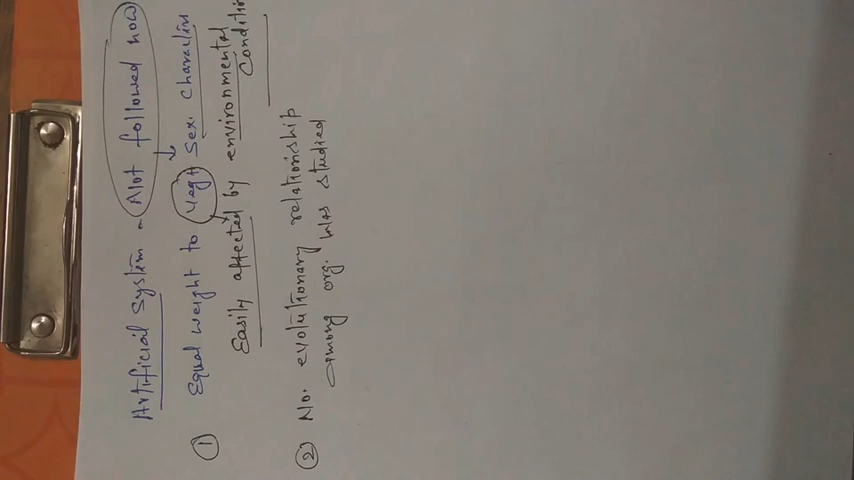 Artificial System - Not followed now
① Equal weight to Veg + Sex. characters
Easily affected by environmental
Condition
② No. evolutionary relationship
among org. was studied